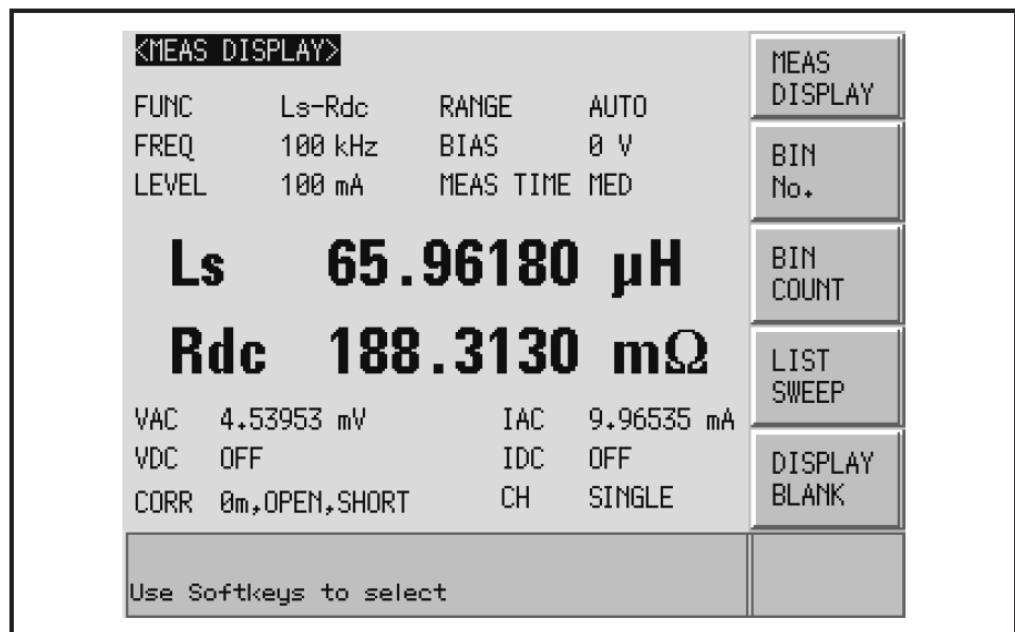 <MEAS DISPLAY>
FUNC Ls-Rdc RANGE AUTO
FREQ 100 kHz BIAS 0 V
LEVEL 100 mA MEAS TIME MED
Ls 65.96180 µH
Rdc 188.3130 mΩ
VAC 4.53953 mV IAC 9.96535 mA
VDC OFF IDC OFF
CORR 0m,OPEN,SHORT CH SINGLE
Use Softkeys to select
MEAS
DISPLAY
BIN
No.
BIN
COUNT
LIST
SWEEP
DISPLAY
BLANK